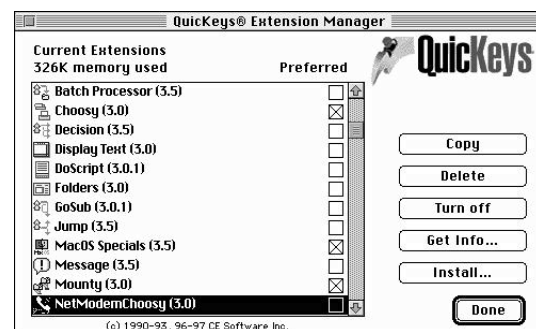 QuicKeys® Extension Manager
Current Extensions
326K memory used
Preferred
QuicKeys
Batch Processor (3.5)
Choosy (3.0)
Decision (3.5)
Display Text (3.0)
DoScript (3.0.1)
Folders (3.0)
GoSub (3.0.1)
Jump (3.5)
MacOS Specials (3.5)
Message (3.5)
Mounty (3.0)
NetModemChoosy (3.0)
Copy
Delete
Turn off
Get Info...
Install...
Done
(c) 1990-93, 96-97 CE Software Inc.